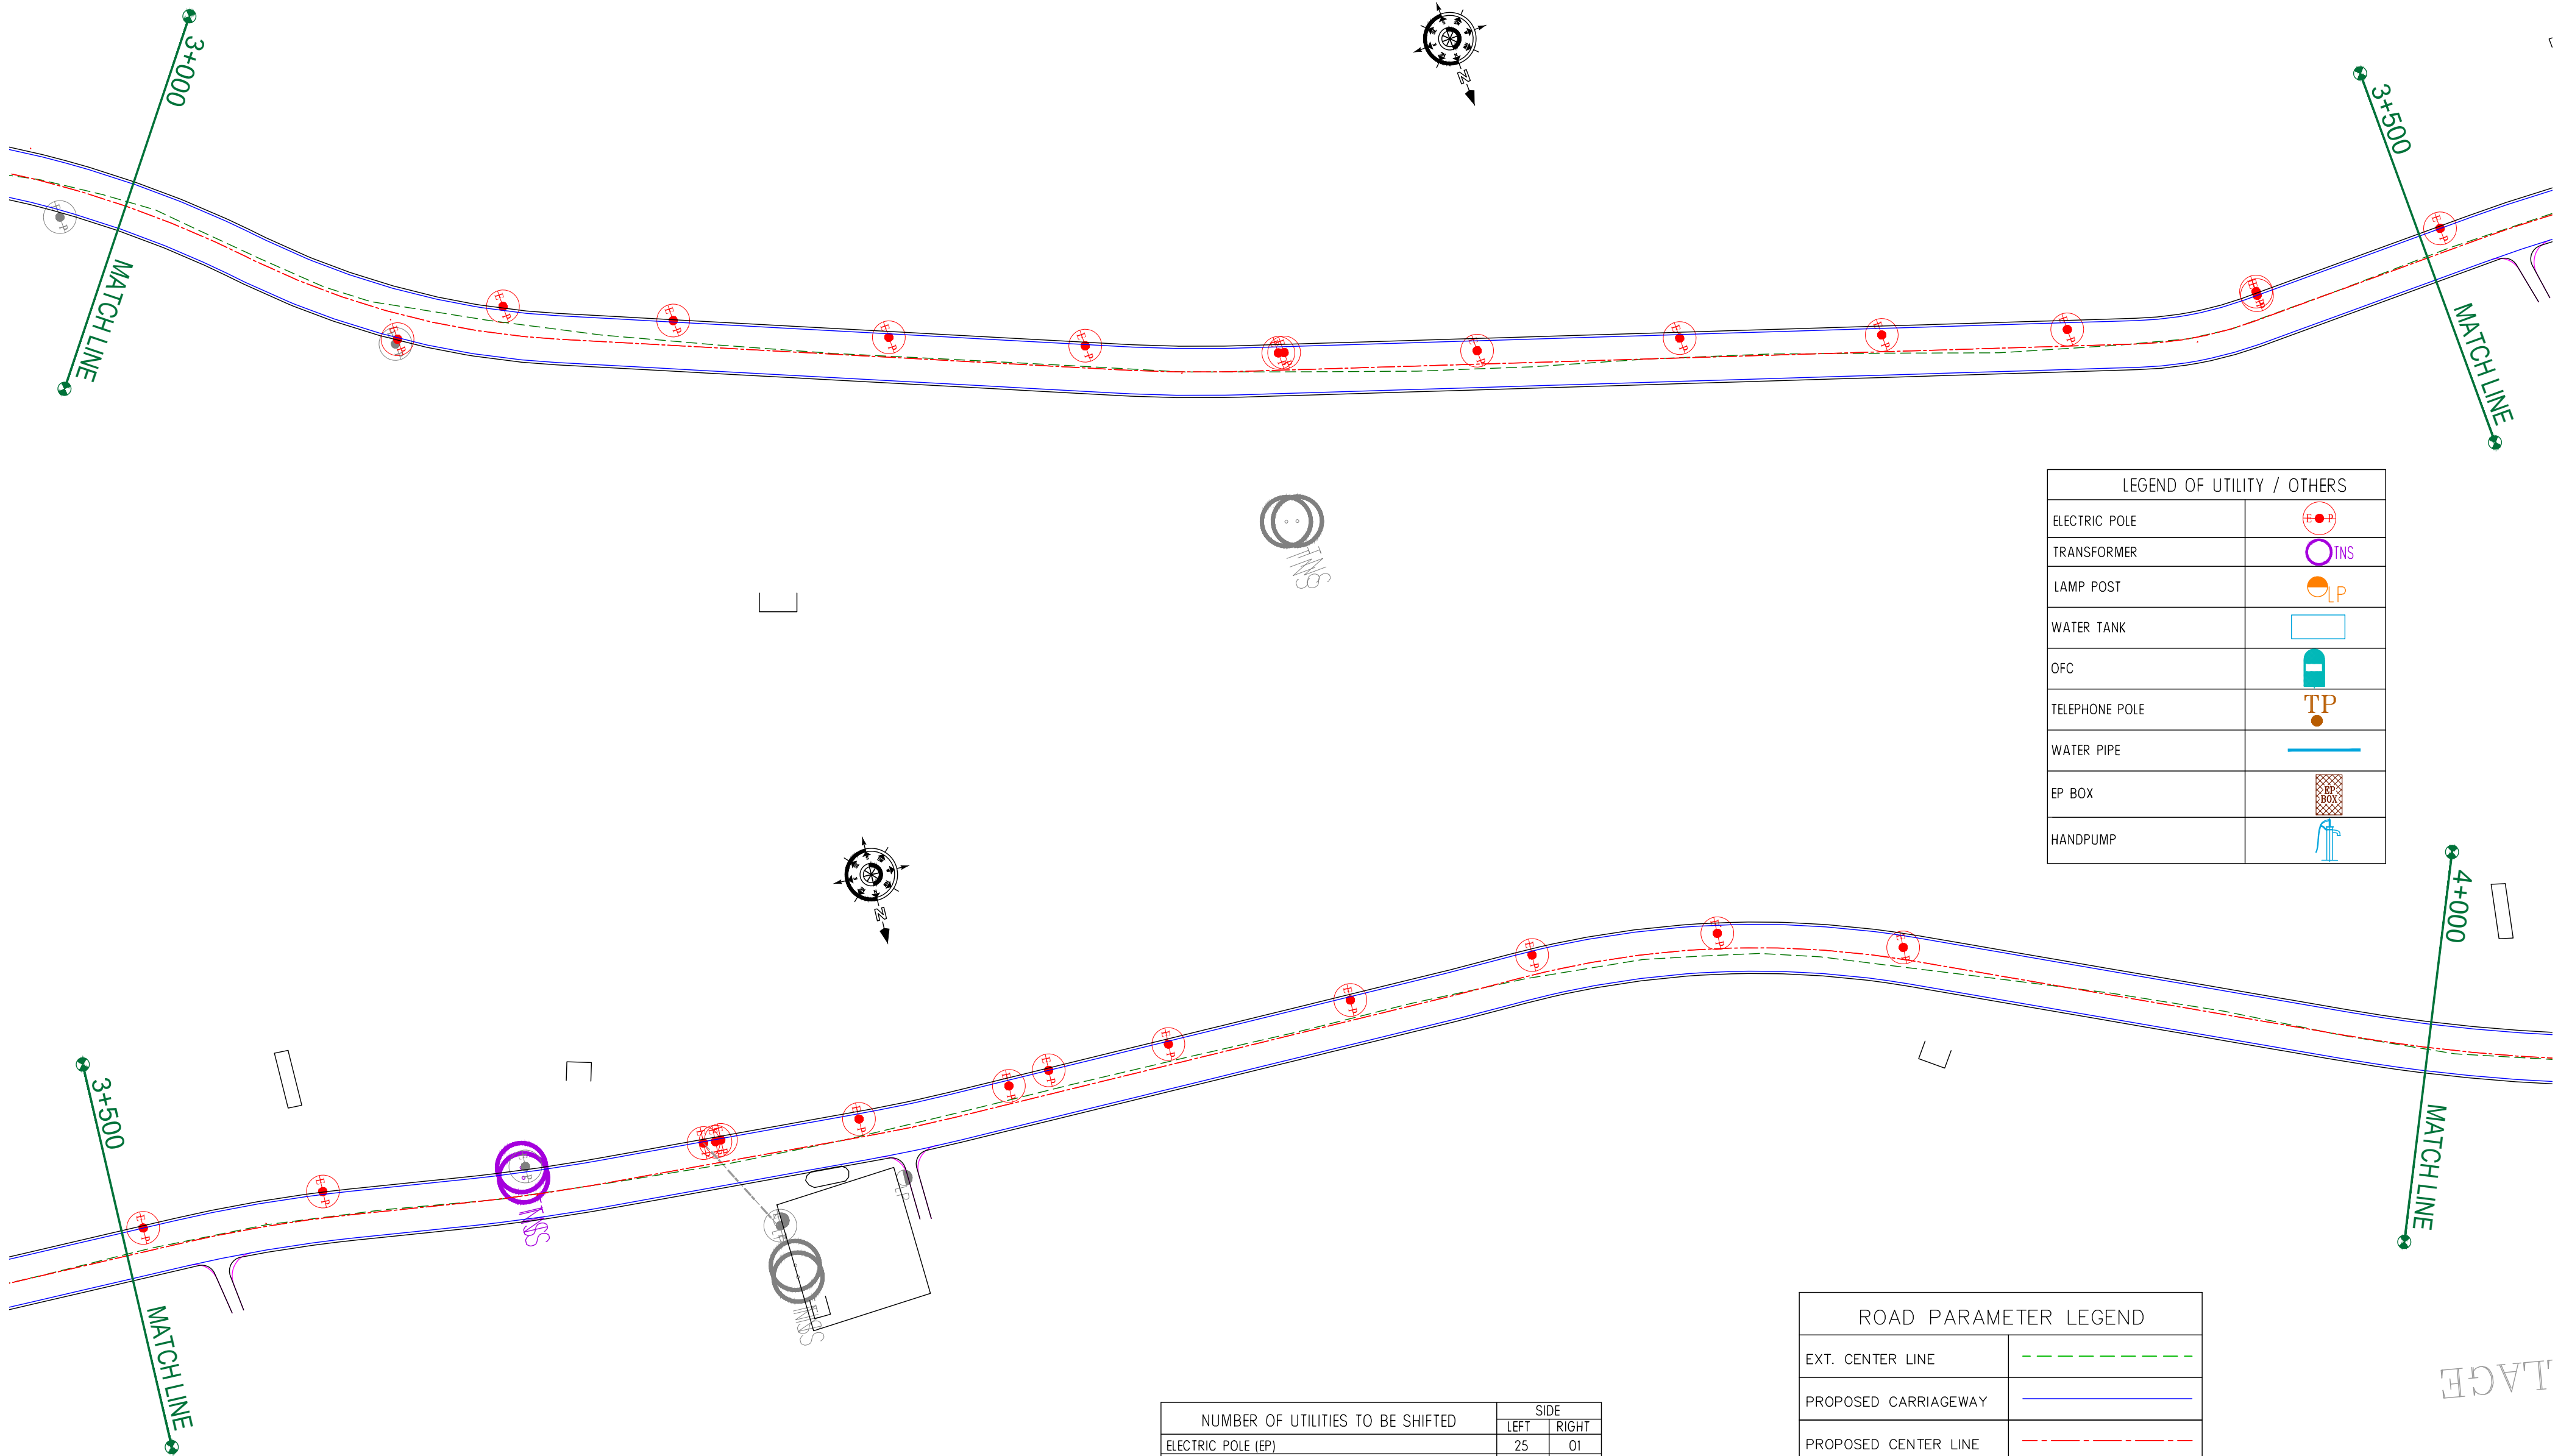 3+000
MATCH LINE
N
3+500
MATCH LINE
E P
E P
E P
E P
E P
E P
E P
E P
E P
E P
E P
E P
TNS
LEGEND OF UTILITY / OTHERS
ELECTRIC POLE E P
TRANSFORMER TNS
LAMP POST LP
WATER TANK
OFC
TELEPHONE POLE TP
WATER PIPE
EP BOX EP BOX
HANDPUMP
N
3+500
MATCH LINE
4+000
MATCH LINE
E P
E P
TNS
E P
E P
E P
E P
E P
E P
E P
E P
E P
LP
TNS
NUMBER OF UTILITIES TO BE SHIFTED SIDE
LEFT RIGHT
ELECTRIC POLE (EP) 25 01
ROAD PARAMETER LEGEND
EXT. CENTER LINE
PROPOSED CARRIAGEWAY
PROPOSED CENTER LINE
LAGE